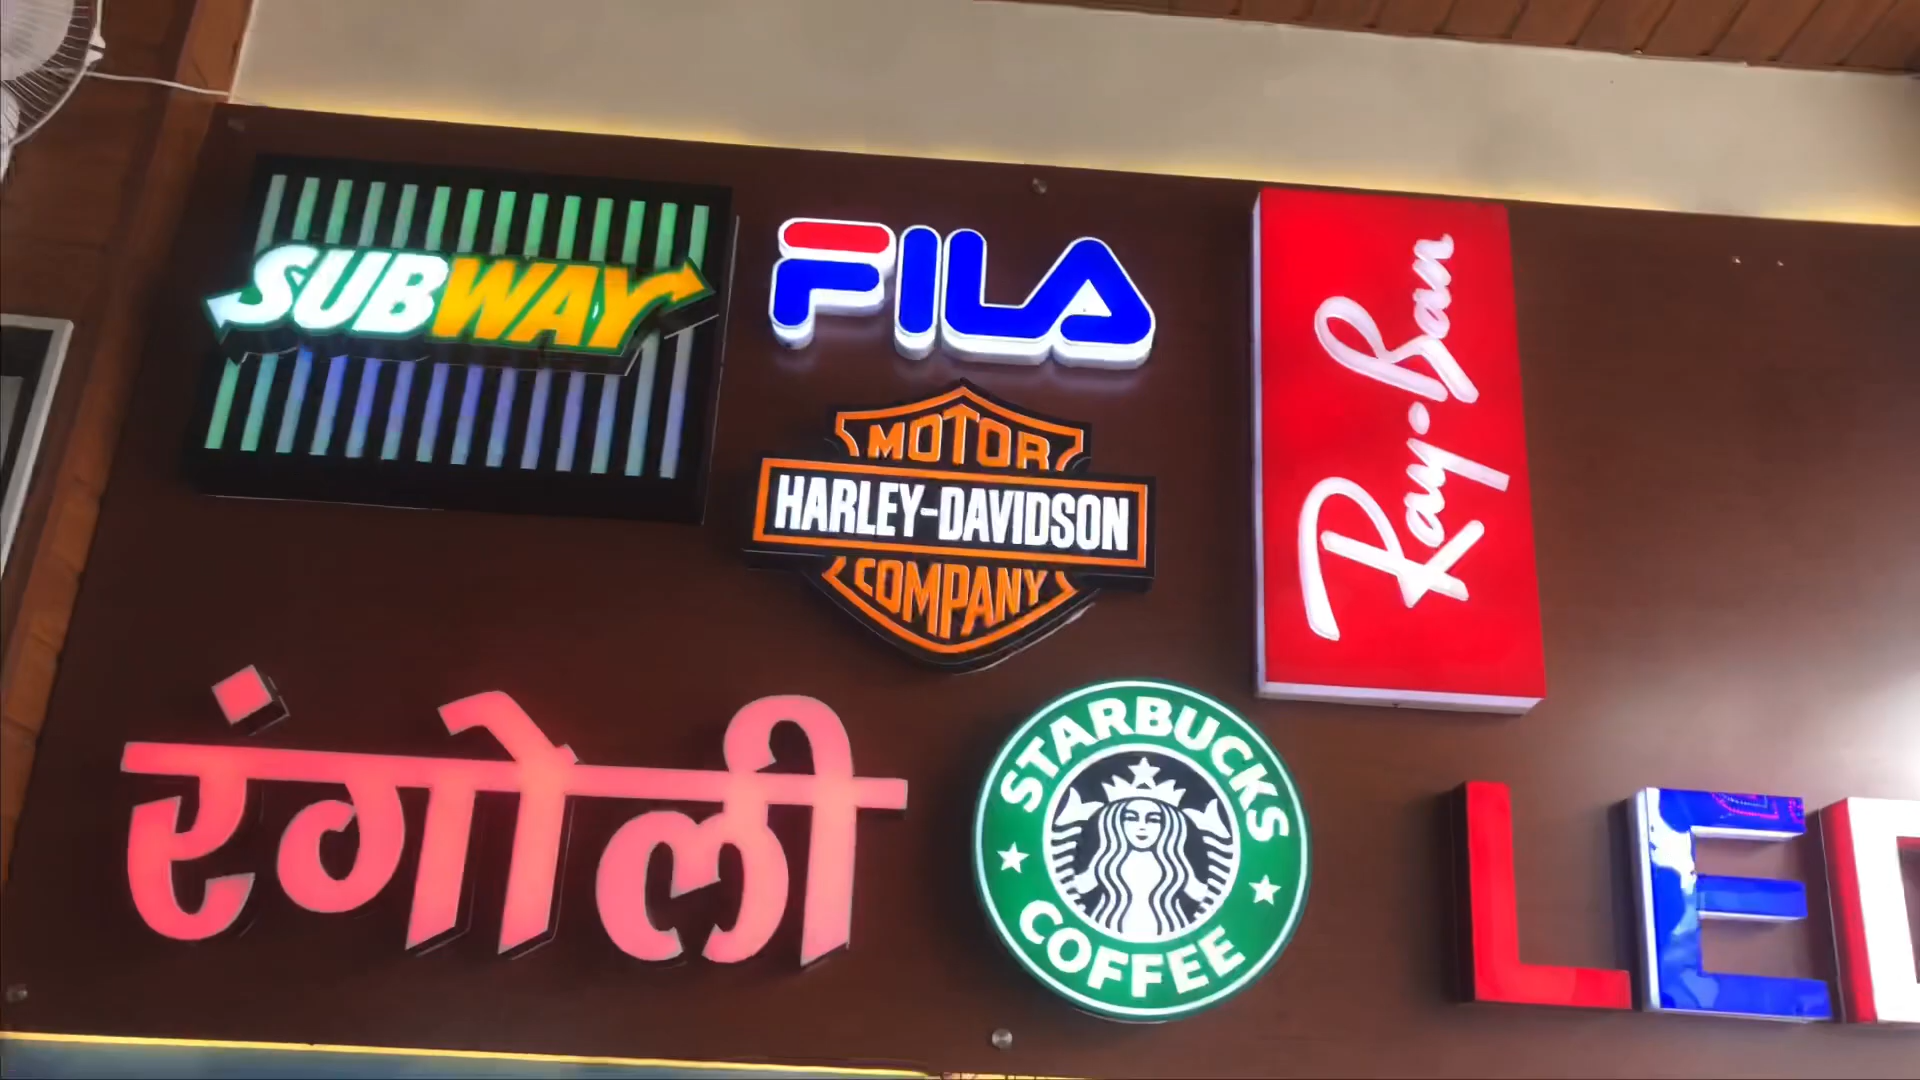 SUBWAY
FILA
MOTOR
HARLEY-DAVIDSON
COMPANY
Ray-Ban
रंगोली
STARBUCKS
COFFEE
LE